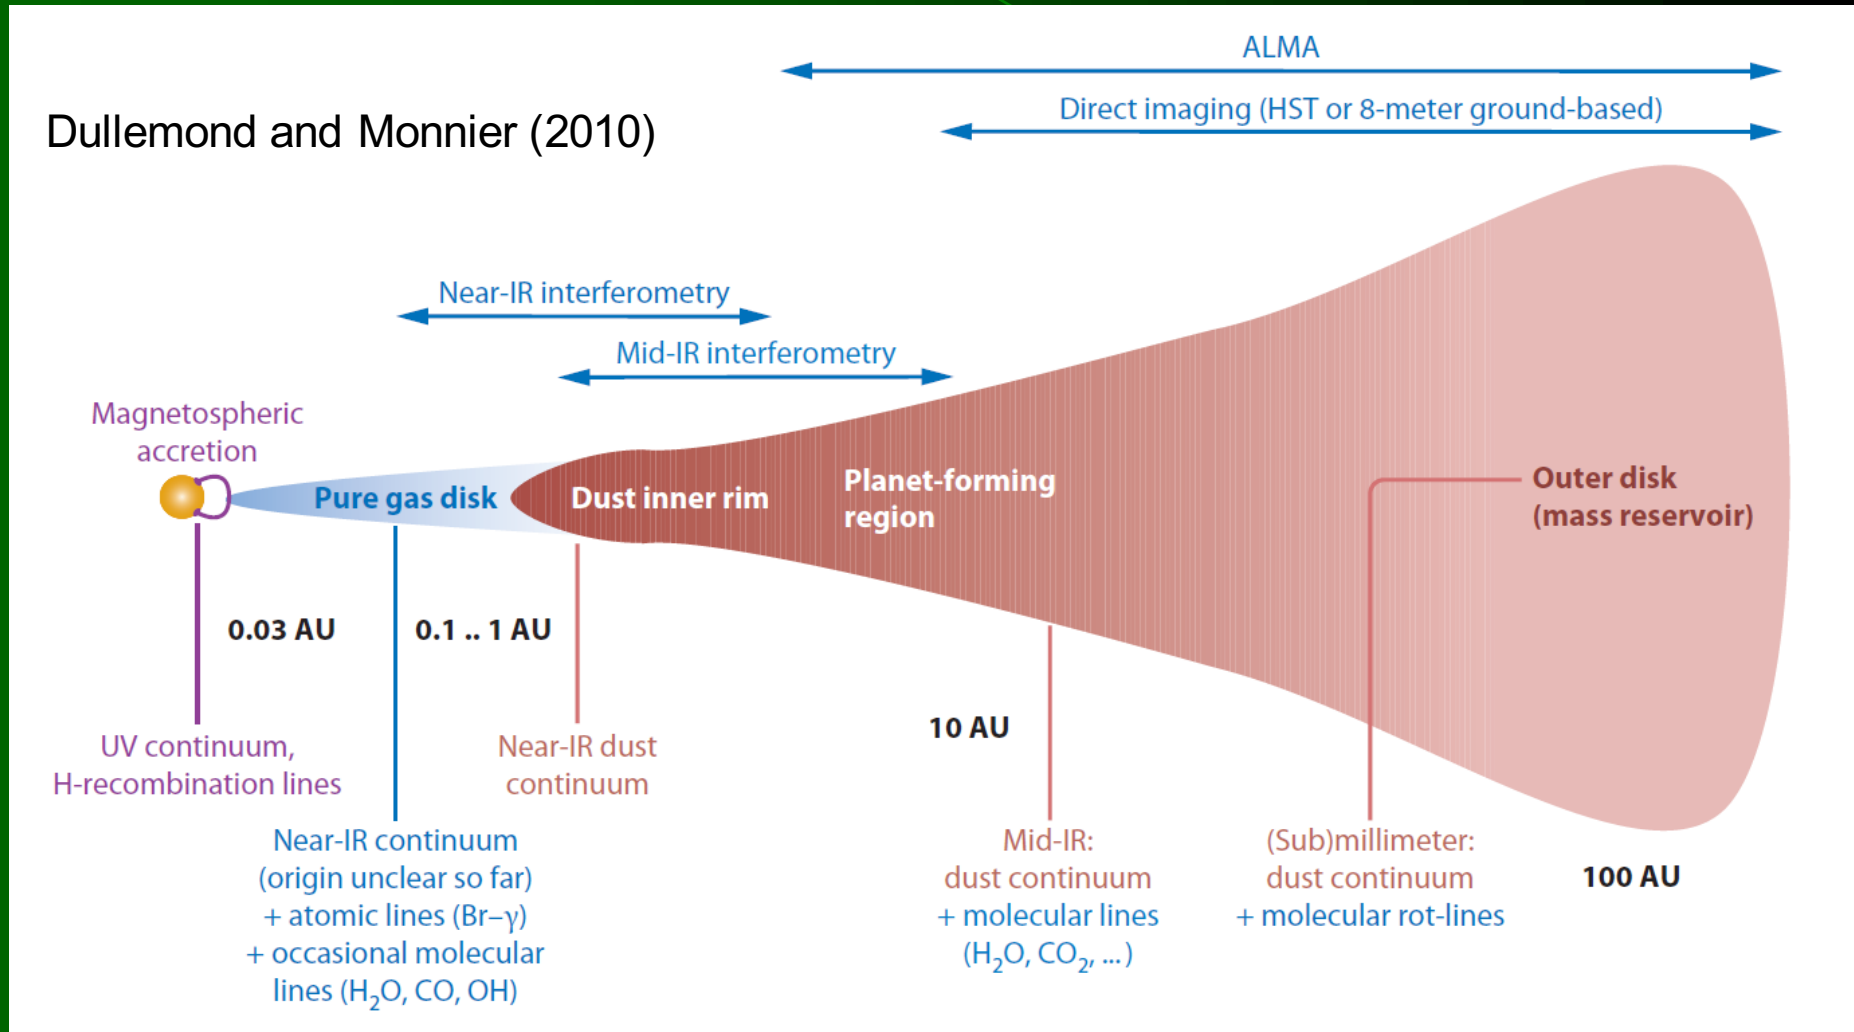 ALMA
Direct imaging (HST or 8-meter ground-based)
Dullemond and Monnier (2010)
Near-IR interferometry
Mid-IR interferometry
Magnetospheric
accretion
Pure gas disk
Dust inner rim
Planet-forming
region
Outer disk
(mass reservoir)
0.03 AU
0.1 .. 1 AU
10 AU
100 AU
UV continuum,
H-recombination lines
Near-IR dust
continuum
Near-IR continuum
(origin unclear so far)
+ atomic lines (Br–γ)
+ occasional molecular
lines (H₂O, CO, OH)
Mid-IR:
dust continuum
+ molecular lines
(H₂O, CO₂, ...)
(Sub)millimeter:
dust continuum
+ molecular rot-lines